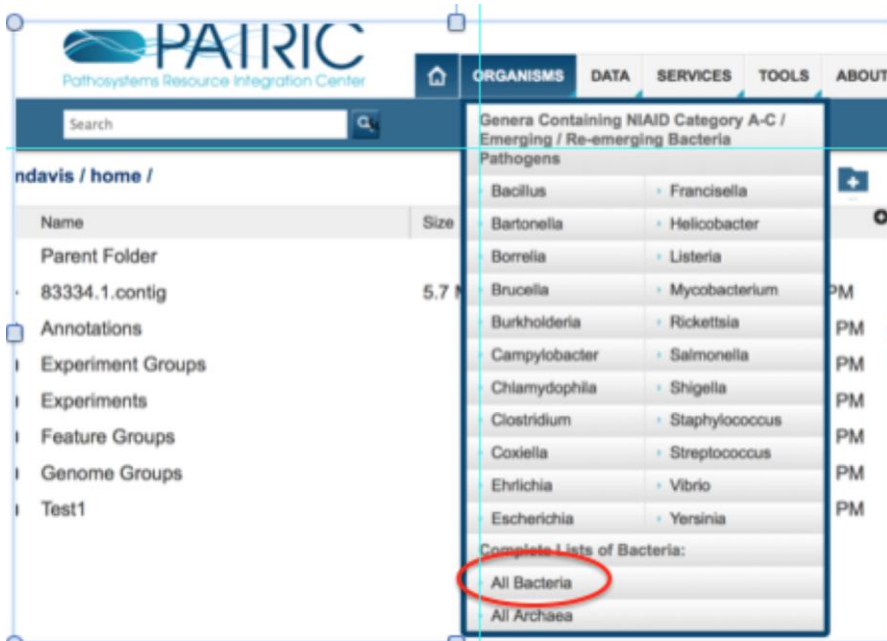 PATRIC
Pathosystems Resource Integration Center
ORGANISMS DATA SERVICES TOOLS ABOUT
Search
Genera Containing NIAID Category A-C /
Emerging / Re-emerging Bacteria
Pathogens
ndavis / home /
Name Size
Parent Folder
83334.1.contig 5.7
Annotations
Experiment Groups
Experiments
Feature Groups
Genome Groups
Test1
Bacillus Francisella
Bartonella Helicobacter
Borrelia Listeria
Brucella Mycobacterium
Burkholderia Rickettsia
Campylobacter Salmonella
Chlamydophila Shigella
Clostridium Staphylococcus
Coxiella Streptococcus
Ehrlichia Vibrio
Escherichia Yersinia
Complete Lists of Bacteria:
All Bacteria
All Archaea
PM
PM
PM
PM
PM
PM
PM